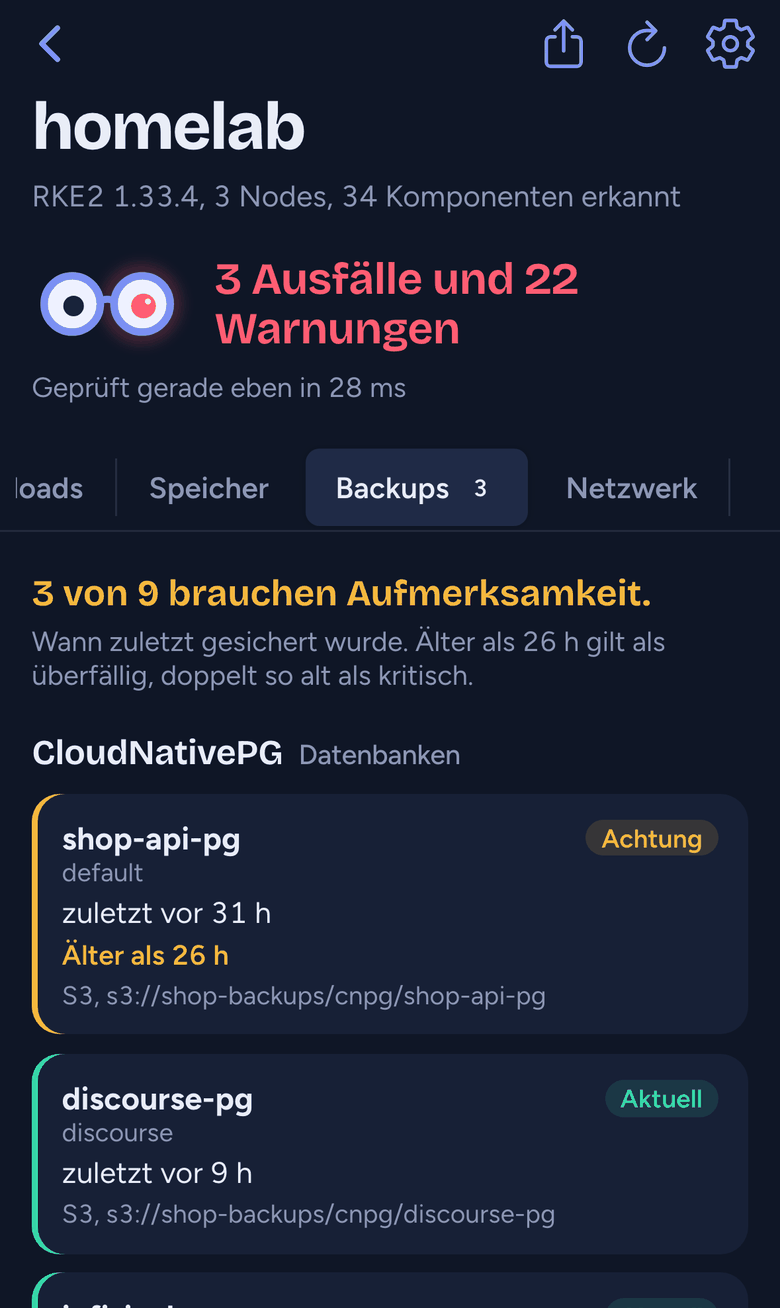 homelab
RKE2 1.33.4, 3 Nodes, 34 Komponenten erkannt
3 Ausfälle und 22
Warnungen
Geprüft gerade eben in 28 ms
loads Speicher Backups 3 Netzwerk
3 von 9 brauchen Aufmerksamkeit.
Wann zuletzt gesichert wurde. Älter als 26 h gilt als
überfällig, doppelt so alt als kritisch.
CloudNativePG Datenbanken
shop-api-pg Achtung
default
zuletzt vor 31 h
Älter als 26 h
S3, s3://shop-backups/cnpg/shop-api-pg
discourse-pg Aktuell
discourse
zuletzt vor 9 h
S3, s3://shop-backups/cnpg/discourse-pg